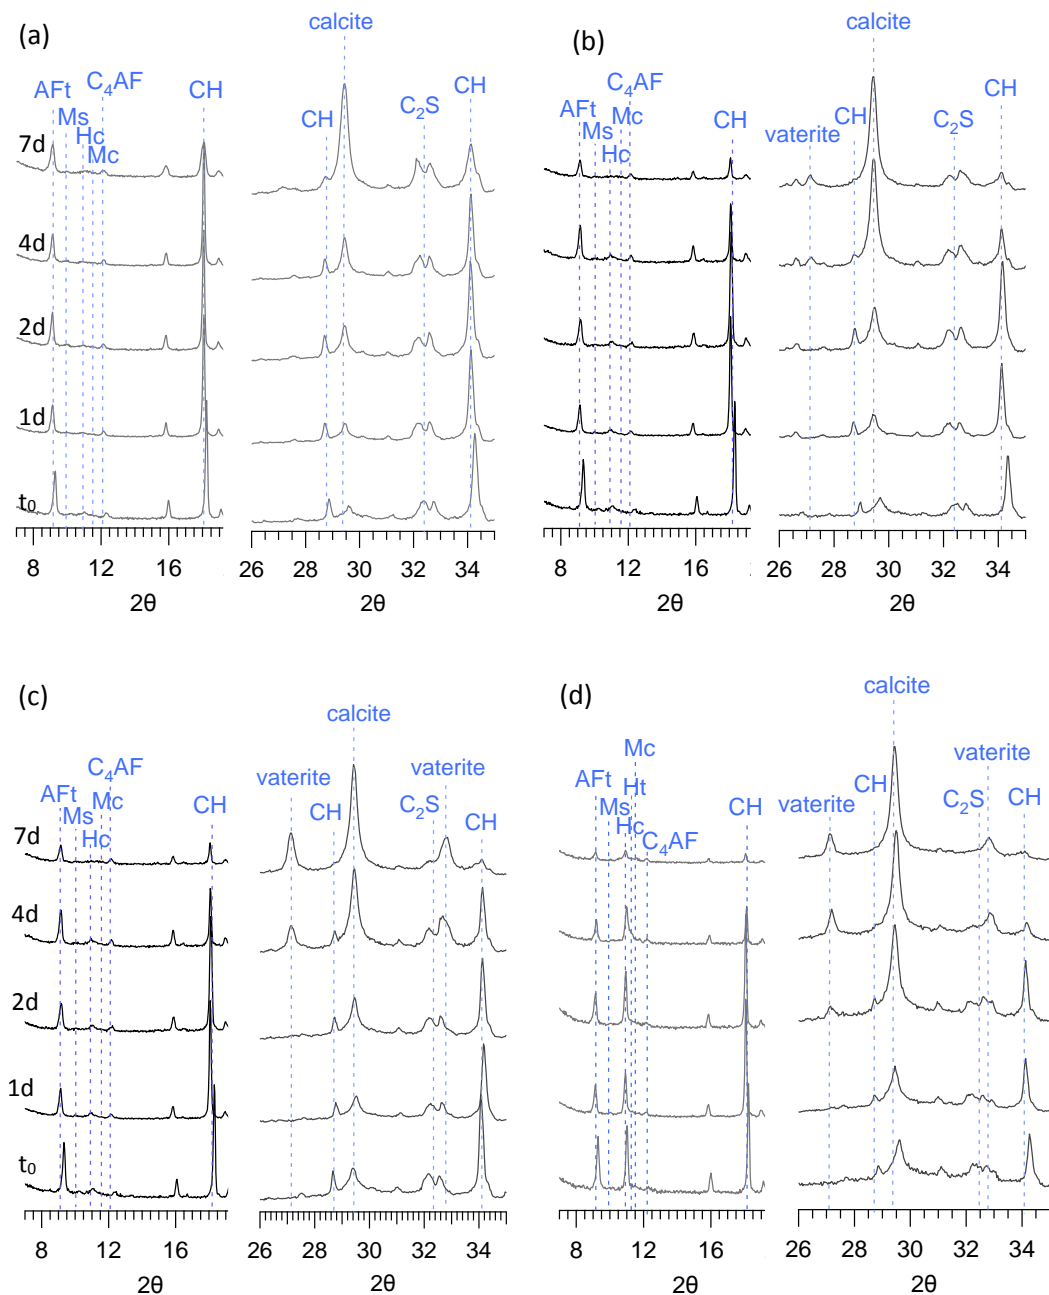 (a)
calcite
AFt
Ms
Hc
Mc
C₄AF
CH
CH
C₂S
CH
7d
4d
2d
1d
t₀
8 12 16
2θ
26 28 30 32 34
2θ
(b)
calcite
AFt
Ms
Hc
Mc
C₄AF
CH
vaterite
CH
C₂S
CH
8 12 16
2θ
26 28 30 32 34
2θ
(c)
calcite
AFt
Ms
Hc
Mc
C₄AF
CH
vaterite
CH
vaterite
C₂S
CH
7d
4d
2d
1d
t₀
8 12 16
2θ
26 28 30 32 34
2θ
(d)
calcite
AFt
Ms
Hc
Ht
Mc
C₄AF
CH
vaterite
CH
vaterite
C₂S
CH
8 12 16
2θ
26 28 30 32 34
2θ